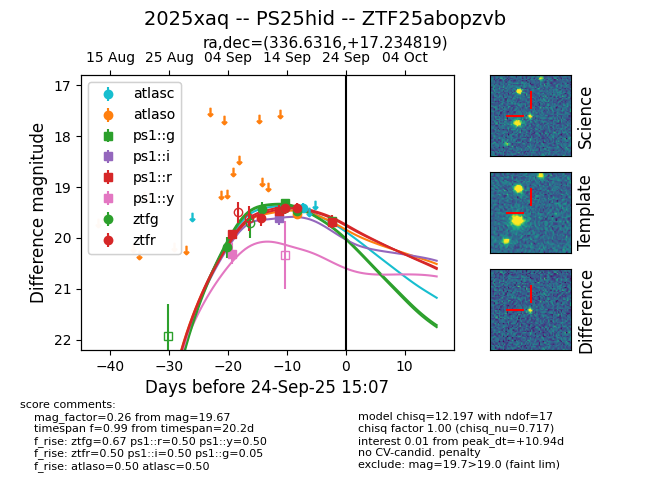 2025xaq -- PS25hid -- ZTF25abopzvb
ra,dec=(336.6316,+17.234819)
15 Aug 25 Aug 04 Sep 14 Sep 24 Sep 04 Oct
17
18
19
20
21
22
Difference magnitude
atlasc
atlaso
ps1::g
ps1::i
ps1::r
ps1::y
ztfg
ztfr
−40 −30 −20 −10 0 10
Days before 24-Sep-25 15:07
Science
Template
Difference
score comments:
mag_factor=0.26 from mag=19.67
timespan f=0.99 from timespan=20.2d
f_rise: ztfg=0.67 ps1::r=0.50 ps1::y=0.50
f_rise: ztfr=0.50 ps1::i=0.50 ps1::g=0.05
f_rise: atlaso=0.50 atlasc=0.50
model chisq=12.197 with ndof=17
chisq factor 1.00 (chisq_nu=0.717)
interest 0.01 from peak_dt=+10.94d
no CV-candid. penalty
exclude: mag=19.7>19.0 (faint lim)